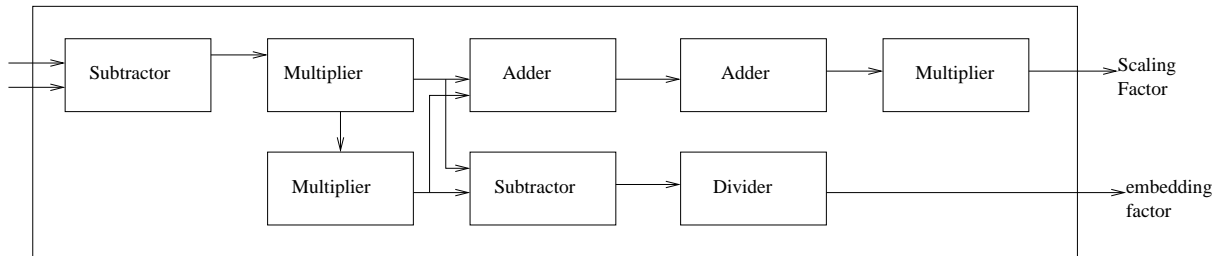 Subtractor
Multiplier
Adder
Adder
Multiplier
Scaling
Factor
Multiplier
Subtractor
Divider
embedding
factor